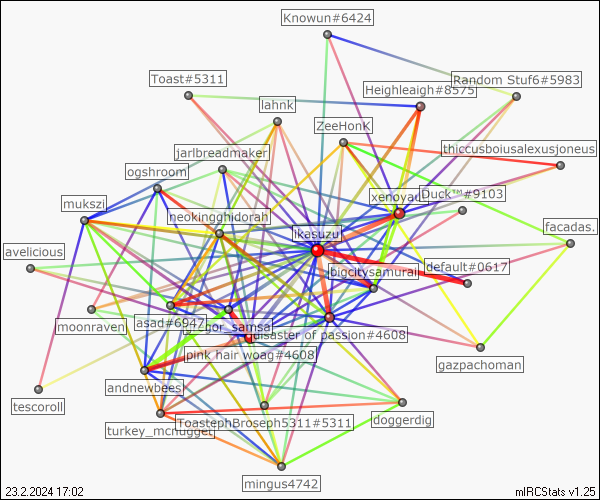 Knowun#6424
Toast#5311
Random Stuf6#5983
Heighleaigh#8575
lahnk
ZeeHonK
thiccusboiusalexusjoneus
jarlbreadmaker
ogshroom
xenoyau
Duck™#9103
mukszi
neokingghidorah
ikasuzu
facadas.
avelicious
bigcitysamurai
default#0617
moonraven
asad#6947
gor_samsa
disaster of passion#4608
pink hair woag#4608
gazpachoman
andnewbees
tescoroll
ToastephBroseph5311#5311
doggerdig
turkey_mcnugget
mingus4742
23.2.2024 17:02
mIRCStats v1.25